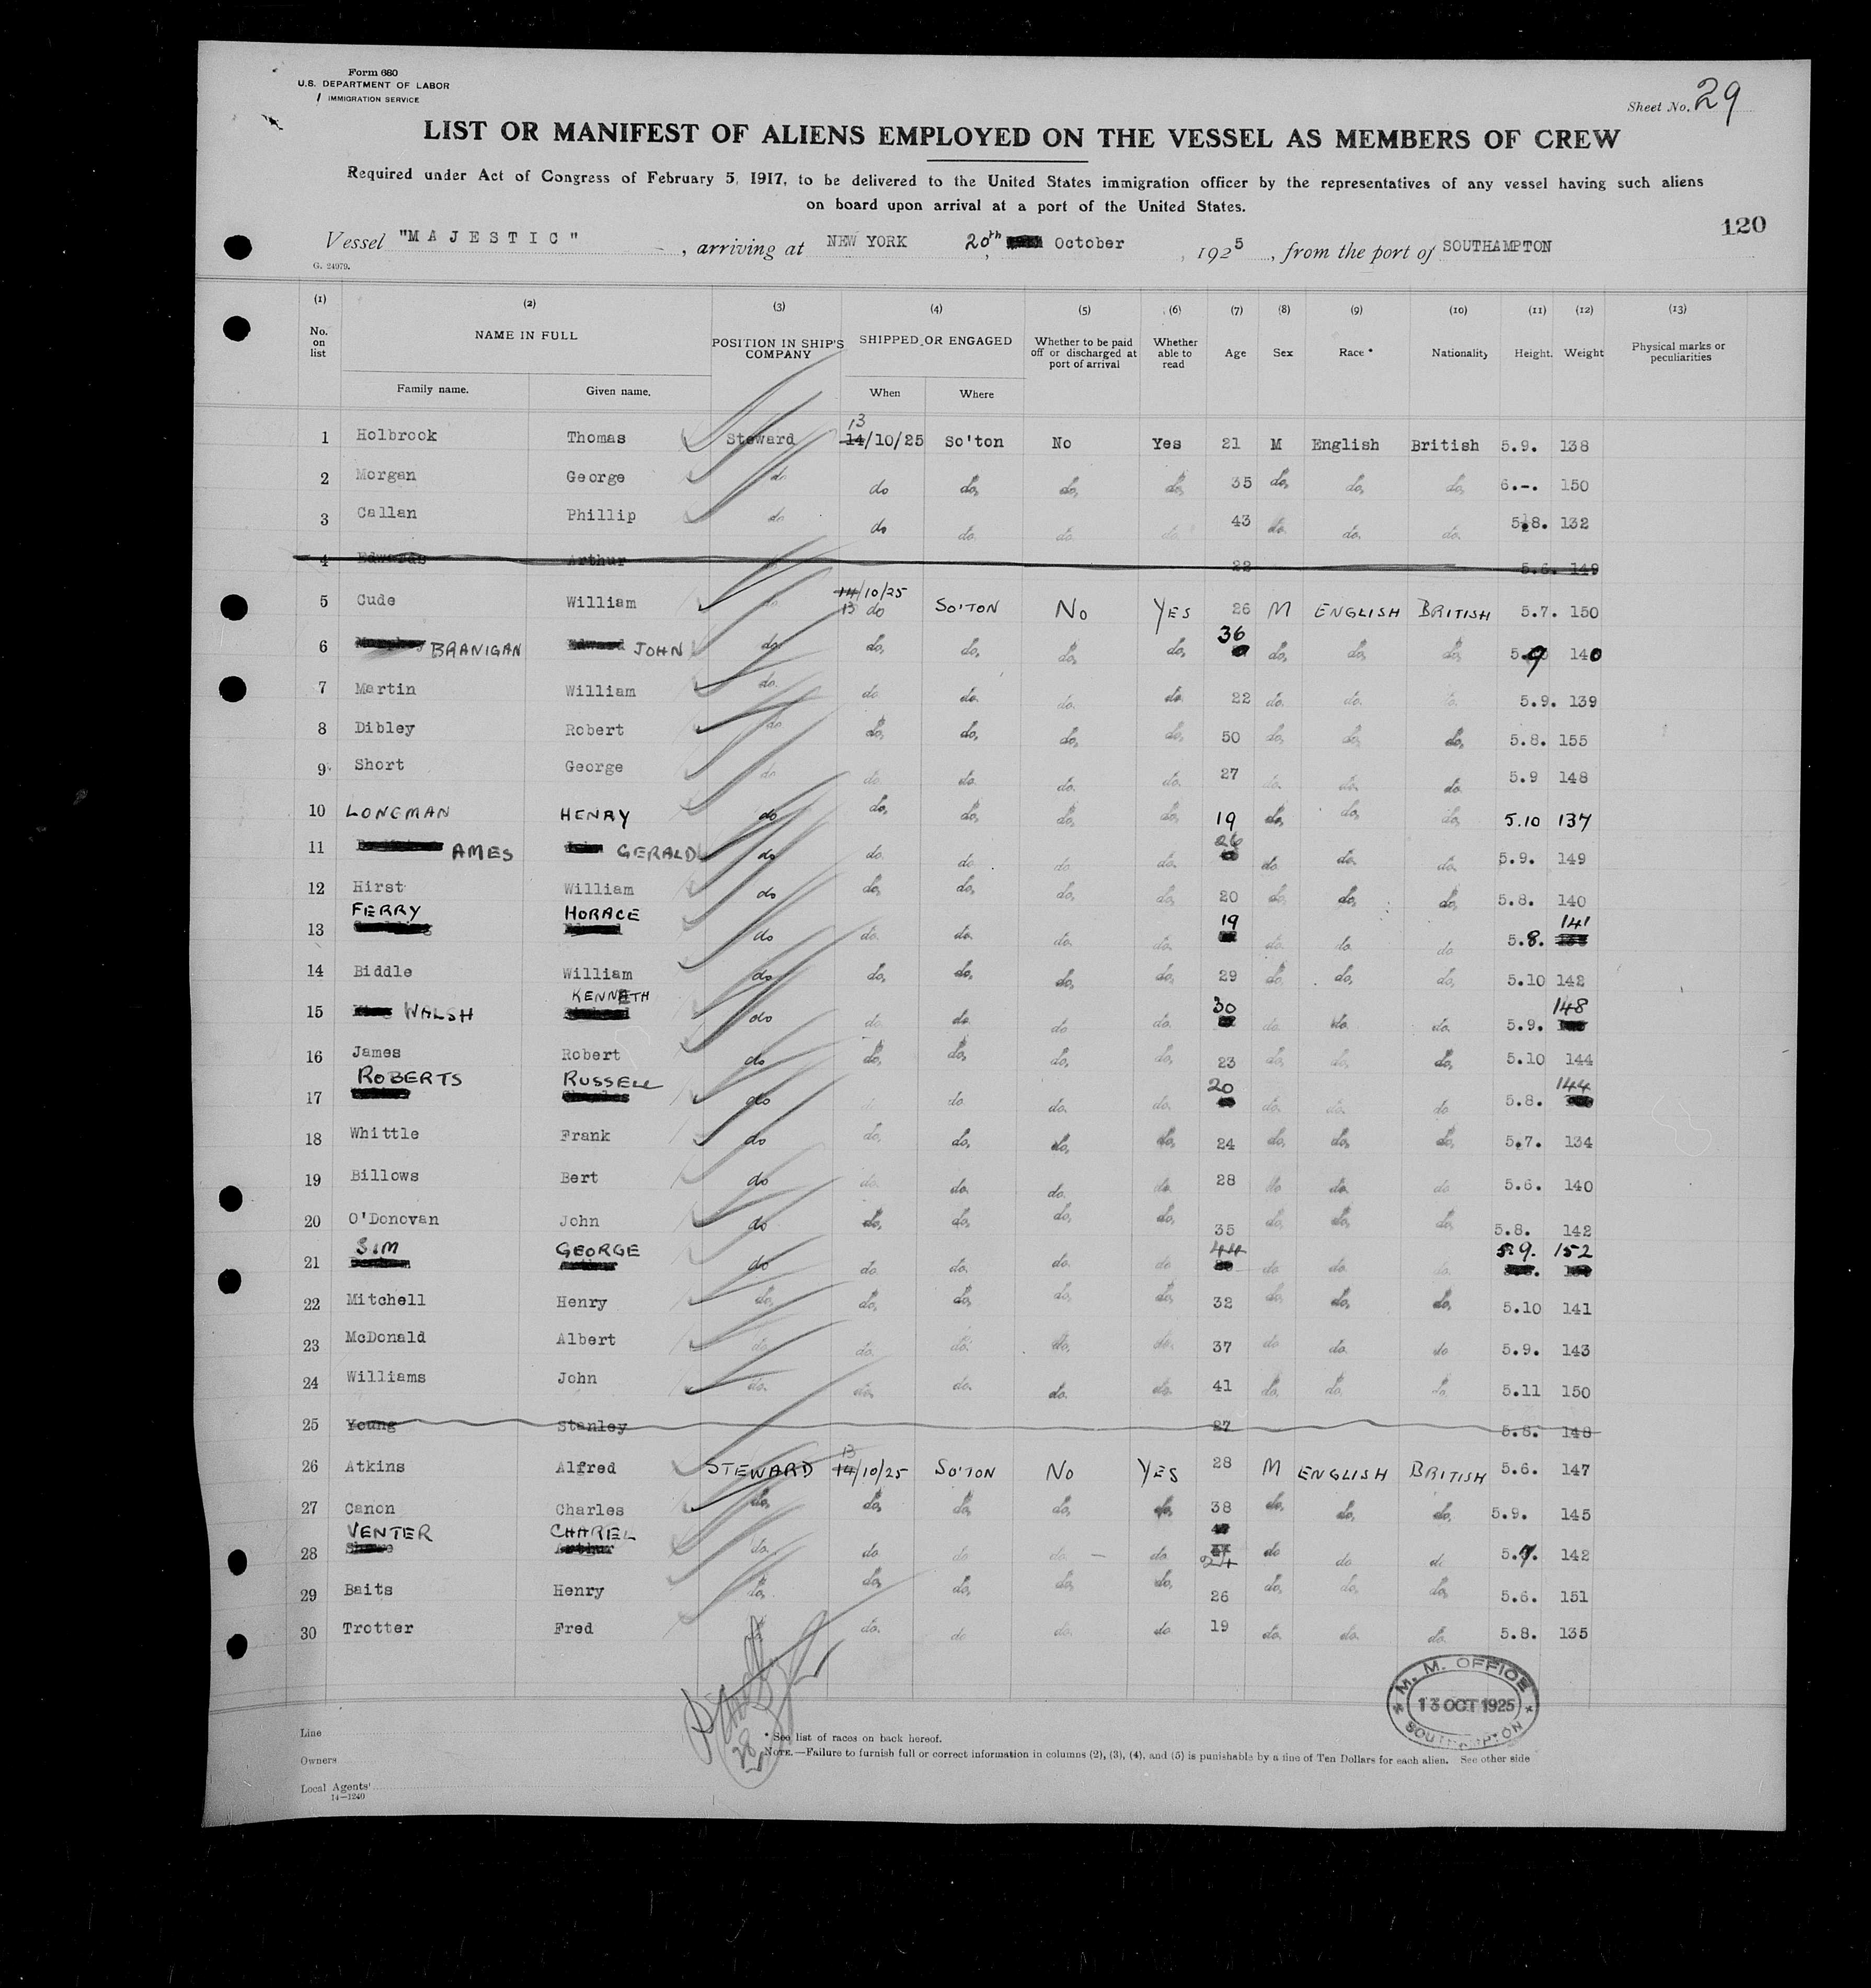 Form 680
U.S. DEPARTMENT OF LABOR
IMMIGRATION SERVICE
Sheet No. 29
LIST OR MANIFEST OF ALIENS EMPLOYED ON THE VESSEL AS MEMBERS OF CREW
Required under Act of Congress of February 5, 1917, to be delivered to the United States immigration officer by the representatives of any vessel having such aliens
on board upon arrival at a port of the United States.
120
Vessel "MAJESTIC", arriving at NEW YORK 20th October, 1925, from the port of SOUTHAMPTON
G. 24979.
(1) (2) (3) (4) (5) (6) (7) (8) (9) (10) (11) (12) (13)
No. on list NAME IN FULL POSITION IN SHIP'S COMPANY SHIPPED OR ENGAGED Whether to be paid off or discharged at port of arrival Whether able to read Age Sex Race * Nationality Height. Weight Physical marks or peculiarities
Family name. Given name. When Where
1 Holbrook Thomas Steward 13 14/10/25 So'ton No Yes 21 M English British 5.9. 138
2 Morgan George do do do, do, do, 35 do, do, do, 6.-. 150
3 Callan Phillip do do do. do. do. 43 do. do. do. 5.8. 132
4 Edwards Arthur 22 5.6. 149
5 Cude William do 14/10/25 13 do SO'TON No YES 26 M ENGLISH BRITISH 5.7. 150
6 BRANIGAN JOHN do, do, do, do, do, 36 do, do, do, 5.9 140
7 Martin William do. do. do. do. do. 22 do. do. do. 5.9. 139
8 Dibley Robert do, do, do, do, do, 50 do, do, do, 5.8. 155
9 Short George do. do. do. do. do. 27 do. do. do. 5.9 148
10 LONGMAN HENRY do do, do, do, do, 19 do, do, do, 5.10 137
11 AMES GERALD do do. do do do. 26 do do. do. 5.9. 149
12 Hirst William do do, do, do, do, 20 do, do, do, 5.8. 140
13 FERRY HORACE do do. do. do. do. 19 do. do. do 5.8. 141
14 Biddle William do, do, do, do, do, 29 do, do, do, 5.10 142
15 WALSH KENNATH do do. do. do do. 30 do. do. do. 5.9. 148
16 James Robert do do, do, do, do, 23 do, do, do, 5.10 144
17 ROBERTS RUSSELL do do do. do. 20 do. do. do 5.8. 144
18 Whittle Frank do do, do, do, do, 24 do, do, do, 5.7. 134
19 Billows Bert do do. do. do. do. 28 do do. do 5.6. 140
20 O'Donovan John do do, do, do, do, 35 do, do, do, 5.8. 142
21 SIM GEORGE do do. do. do. do 44 do do. do. 5.9. 152
22 Mitchell Henry do, do, do, do, do, 32 do, do, do, 5.10 141
23 McDonald Albert do. do. do. do, do. 37 do do. do 5.9. 143
24 Williams John do. do. do. do. do. 41 do. do. do. 5.11 150
25 Young Stanley 27 5.8. 148
26 Atkins Alfred STEWARD 13 14/10/25 SO'TON No YES 28 M ENGLISH BRITISH 5.6. 147
27 Canon Charles do, do, do, do, do, 38 do, do, do, 5.9. 145
28 VENTER CHAREL do. do do do do. 24 do do d. 5.7. 142
29 Baits Henry do, do, do, do, do, 26 do, do, do, 5.6. 151
30 Trotter Fred do. do do. do 19 do. do. do. 5.8. 135
M. M. OFFICE
13 OCT 1925
SOUTHAMPTON
28
Line
Owners
Local Agents'
14—1240
* See list of races on back hereof.
NOTE.—Failure to furnish full or correct information in columns (2), (3), (4), and (5) is punishable by a fine of Ten Dollars for each alien. See other side